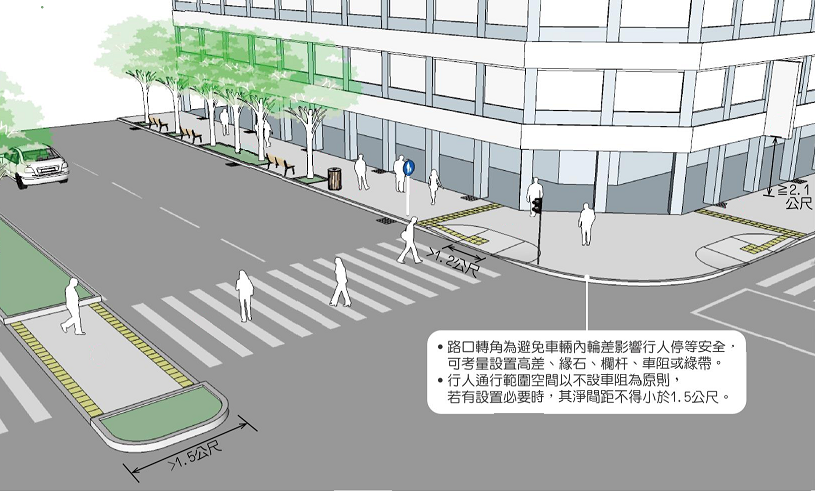 ≧2.1
公尺
>1.2公尺
• 路口轉角為避免車輛內輪差影響行人停等安全，
可考量設置高差、緣石、欄杆、車阻或綠帶。
• 行人通行範圍空間以不設車阻為原則，
若有設置必要時，其淨間距不得小於1.5公尺。
>1.5公尺